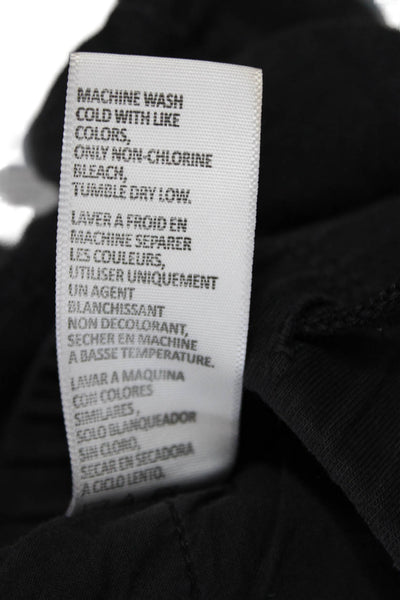 MACHINE WASH
COLD WITH LIKE
COLORS,
ONLY NON-CHLORINE
BLEACH,
TUMBLE DRY LOW.
LAVER A FROID EN
MACHINE SEPARER
LES COULEURS,
UTILISER UNIQUEMENT
UN AGENT
BLANCHISSANT
NON DECOLORANT,
SECHER EN MACHINE
A BASSE TEMPERATURE.
LAVAR A MAQUINA
CON COLORES
SIMILARES,
SOLO BLANQUEADOR
SIN CLORO,
SECAR EN SECADORA
A CICLO LENTO.